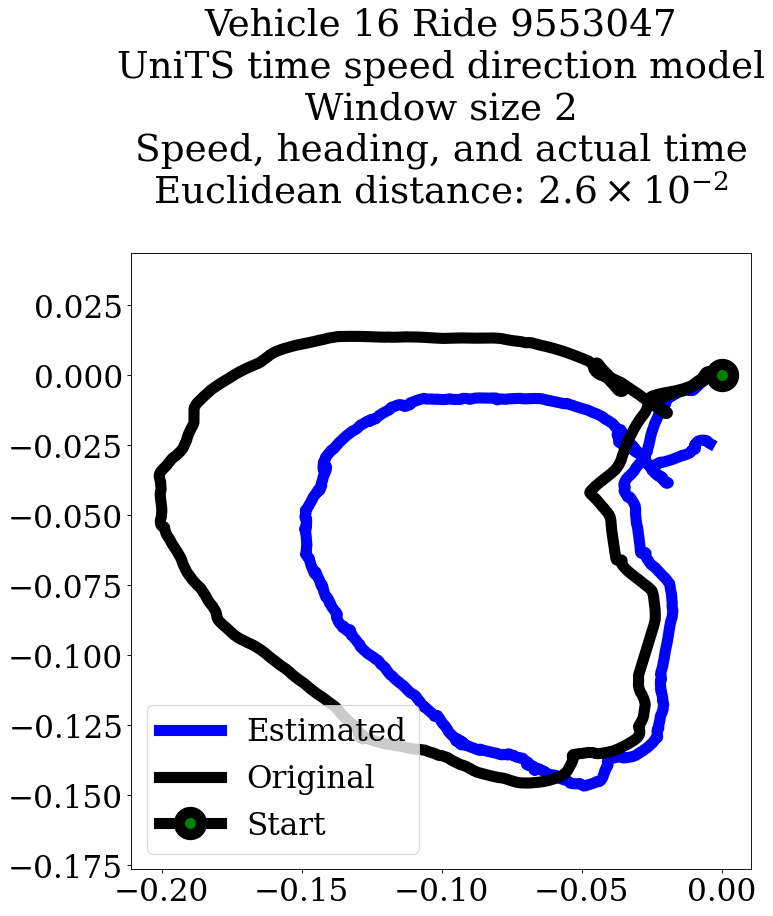 Vehicle 16 Ride 9553047
UniTS time speed direction model
Window size 2
Speed, heading, and actual time
Euclidean distance: 2.6 × 10⁻²
0.025
0.000
−0.025
−0.050
−0.075
−0.100
−0.125
−0.150
−0.175
Estimated
Original
Start
−0.20 −0.15 −0.10 −0.05 0.00